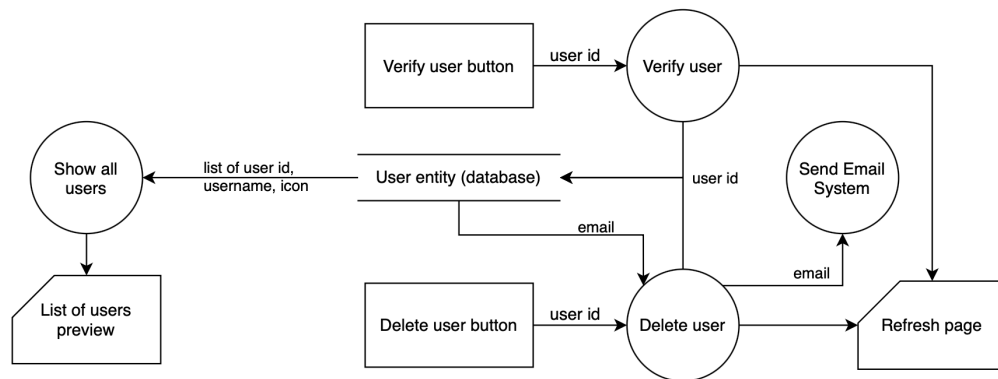 Verify user button
user id
Verify user
Show all
users
list of user id,
username, icon
User entity (database)
user id
Send Email
System
email
email
List of users
preview
Delete user button
user id
Delete user
Refresh page